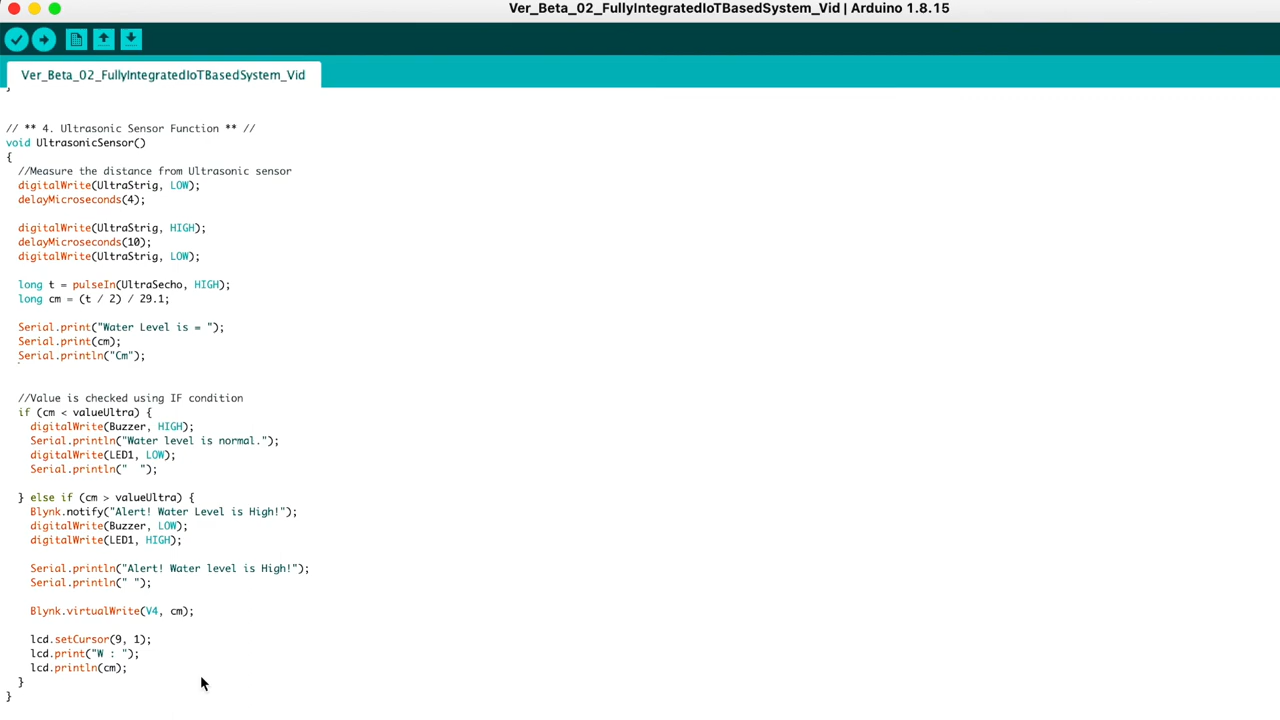 Ver_Beta_02_FullyIntegratedIoTBasedSystem_Vid | Arduino 1.8.15
Ver_Beta_02_FullyIntegratedIoTBasedSystem_Vid
}
// ** 4. Ultrasonic Sensor Function ** //
void UltrasonicSensor()
{
//Measure the distance from Ultrasonic sensor
digitalWrite(UltraStrig, LOW);
delayMicroseconds(4);
digitalWrite(UltraStrig, HIGH);
delayMicroseconds(10);
digitalWrite(UltraStrig, LOW);
long t = pulseIn(UltraSecho, HIGH);
long cm = (t / 2) / 29.1;
Serial.print("Water Level is = ");
Serial.print(cm);
Serial.println("Cm");
//Value is checked using IF condition
if (cm < valueUltra) {
digitalWrite(Buzzer, HIGH);
Serial.println("Water level is normal.");
digitalWrite(LED1, LOW);
Serial.println("  ");
} else if (cm > valueUltra) {
Blynk.notify("Alert! Water Level is High!");
digitalWrite(Buzzer, LOW);
digitalWrite(LED1, HIGH);
Serial.println("Alert! Water level is High!");
Serial.println(" ");
Blynk.virtualWrite(V4, cm);
lcd.setCursor(9, 1);
lcd.print("W : ");
lcd.println(cm);
}
}